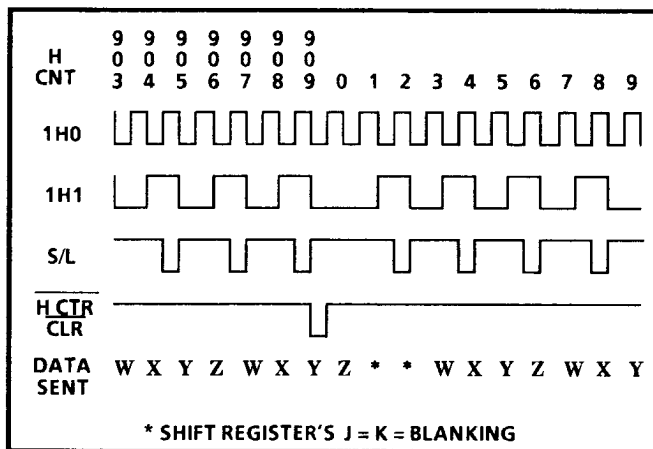 H CNT 903 904 905 906 907 908 909 0 1 2 3 4 5 6 7 8 9
1H0
1H1
S/L
H CTR
CLR
DATA SENT W X Y Z W X Y Z * * W X Y Z W X Y
* SHIFT REGISTER'S J = K = BLANKING